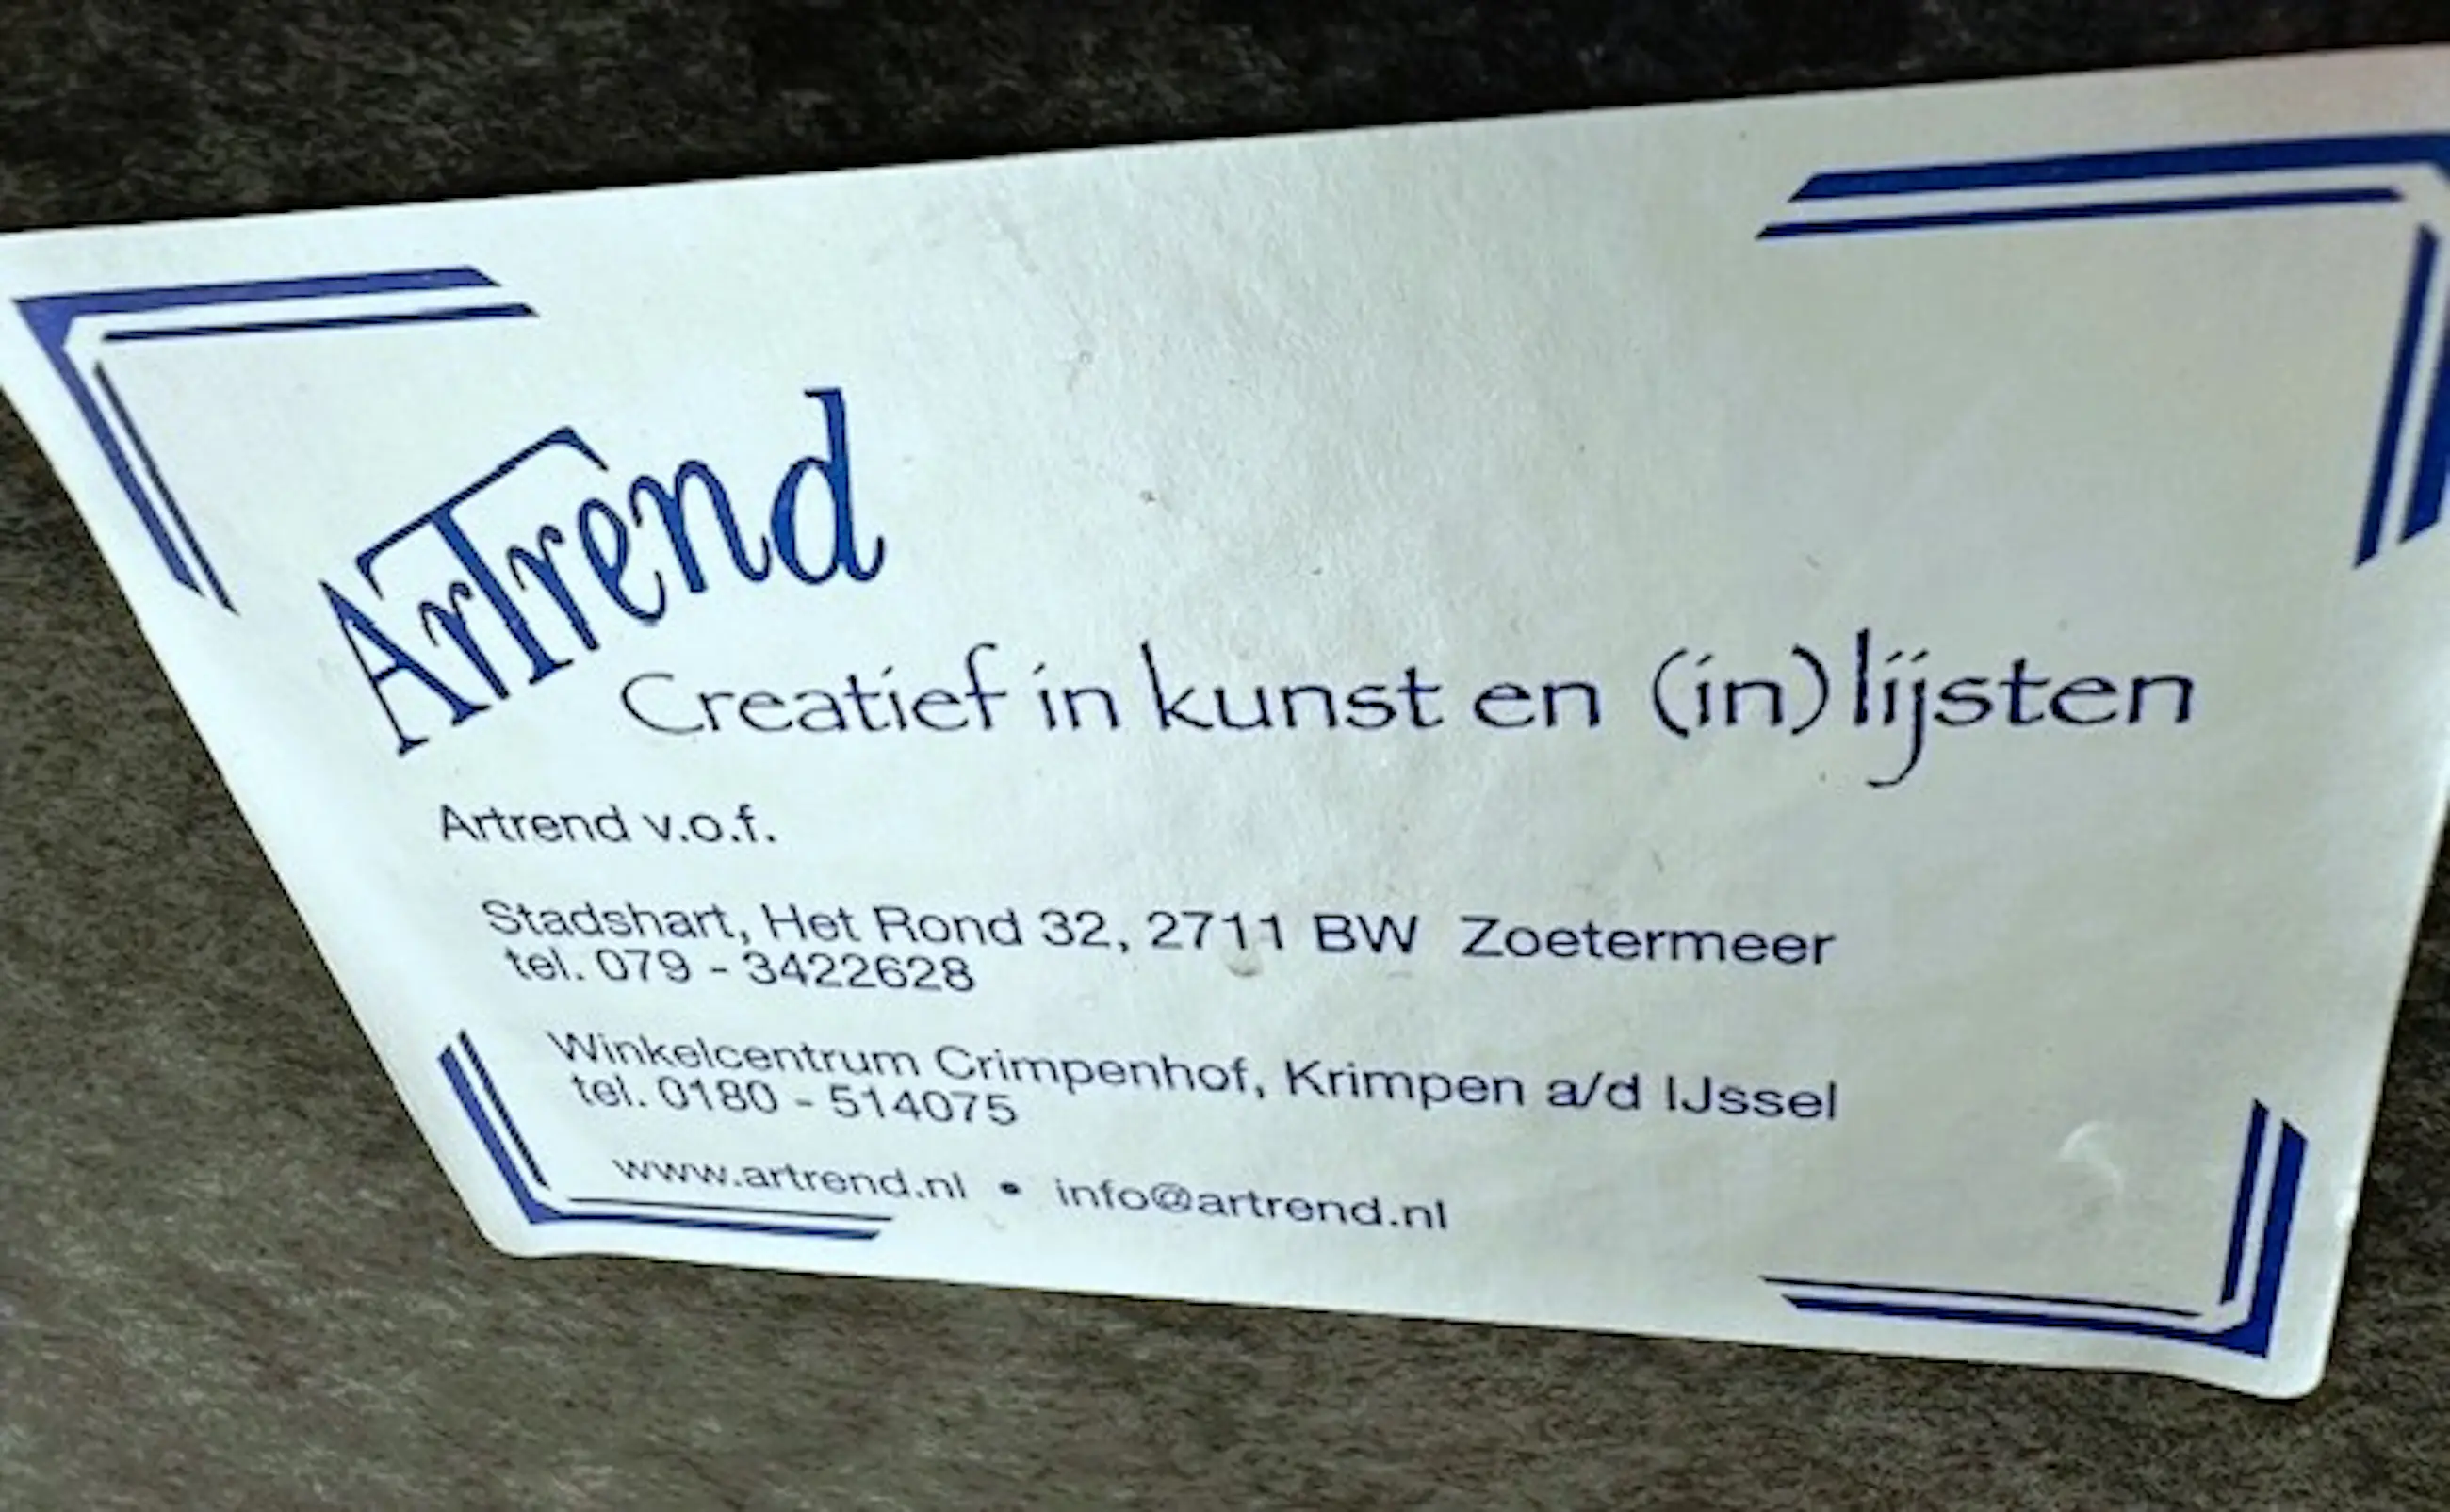 ArTrend
Creatief in kunst en (in)lijsten
Artrend v.o.f.
Stadshart, Het Rond 32, 2711 BW Zoetermeer
tel. 079 - 3422628
Winkelcentrum Crimpenhof, Krimpen a/d IJssel
tel. 0180 - 514075
www.artrend.nl • info@artrend.nl